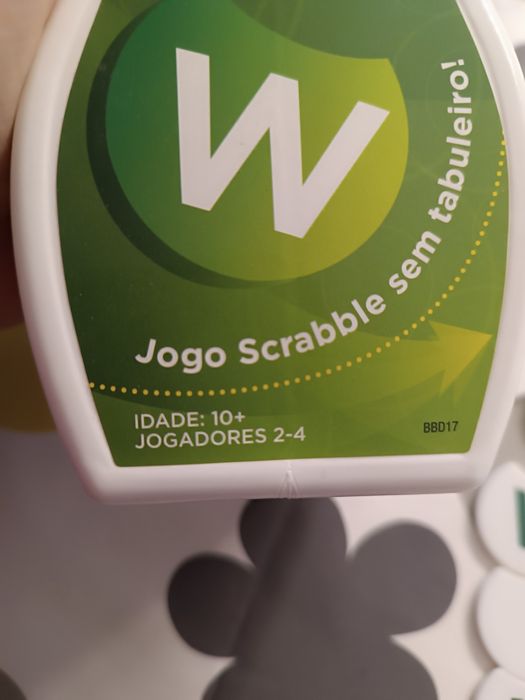 W
Jogo Scrabble sem tabuleiro!
IDADE: 10+
JOGADORES 2-4
BBD17